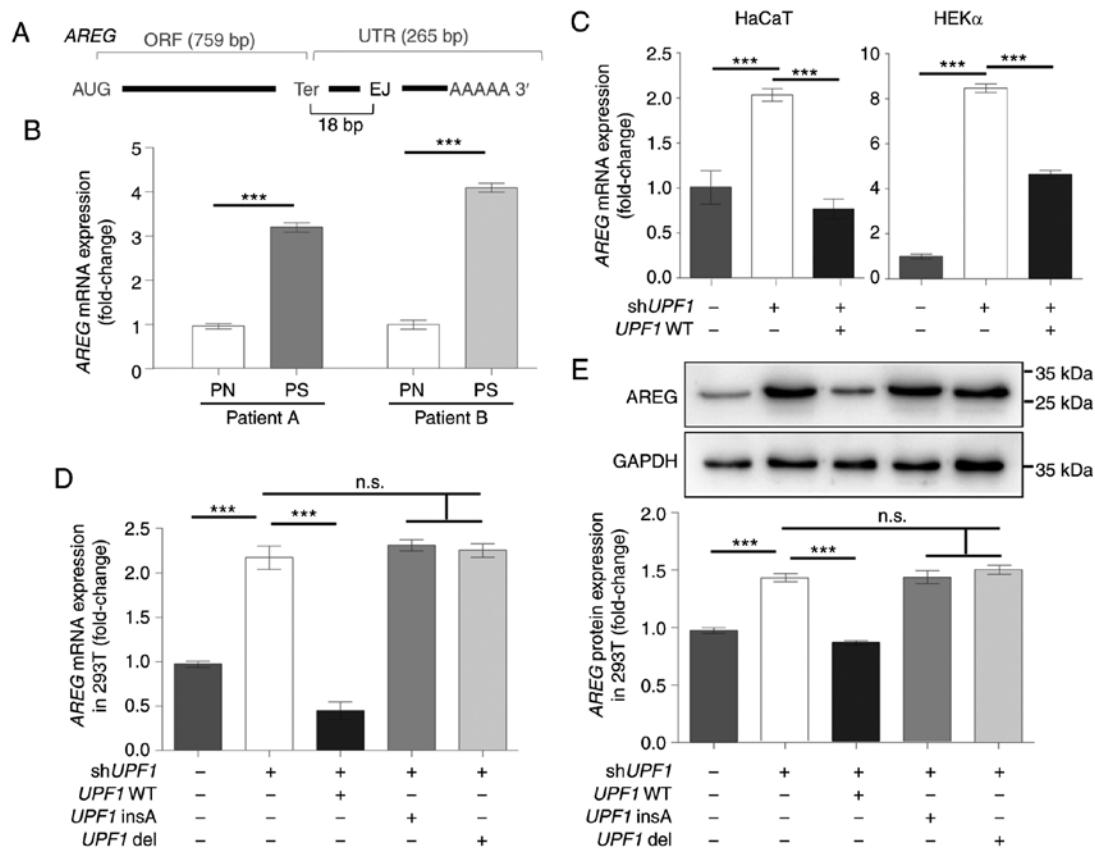 A
AREG
ORF (759 bp)
UTR (265 bp)
AUG
Ter
EJ
AAAAA 3′
18 bp
B
AREG mRNA expression
(fold-change)
5
4
3
2
1
0
***
***
PN
PS
PN
PS
Patient A
Patient B
C
HaCaT
HEKα
AREG mRNA expression
(fold-change)
2.5
2.0
1.5
1.0
0.5
0.0
***
***
10
8
6
4
2
0
***
***
shUPF1 – + + – + +
UPF1 WT – – + – – +
D
AREG mRNA expression
in 293T (fold-change)
2.5
2.0
2.0
1.0
0.5
0.0
***
***
n.s.
shUPF1 – + + + +
UPF1 WT – – + – –
UPF1 insA – – – + –
UPF1 del – – – – +
E
AREG
35 kDa
25 kDa
GAPDH
35 kDa
AREG protein expression
in 293T (fold-change)
2.0
1.5
1.0
0.5
0.0
***
***
n.s.
shUPF1 – + + + +
UPF1 WT – – + – –
UPF1 insA – – – + –
UPF1 del – – – – +